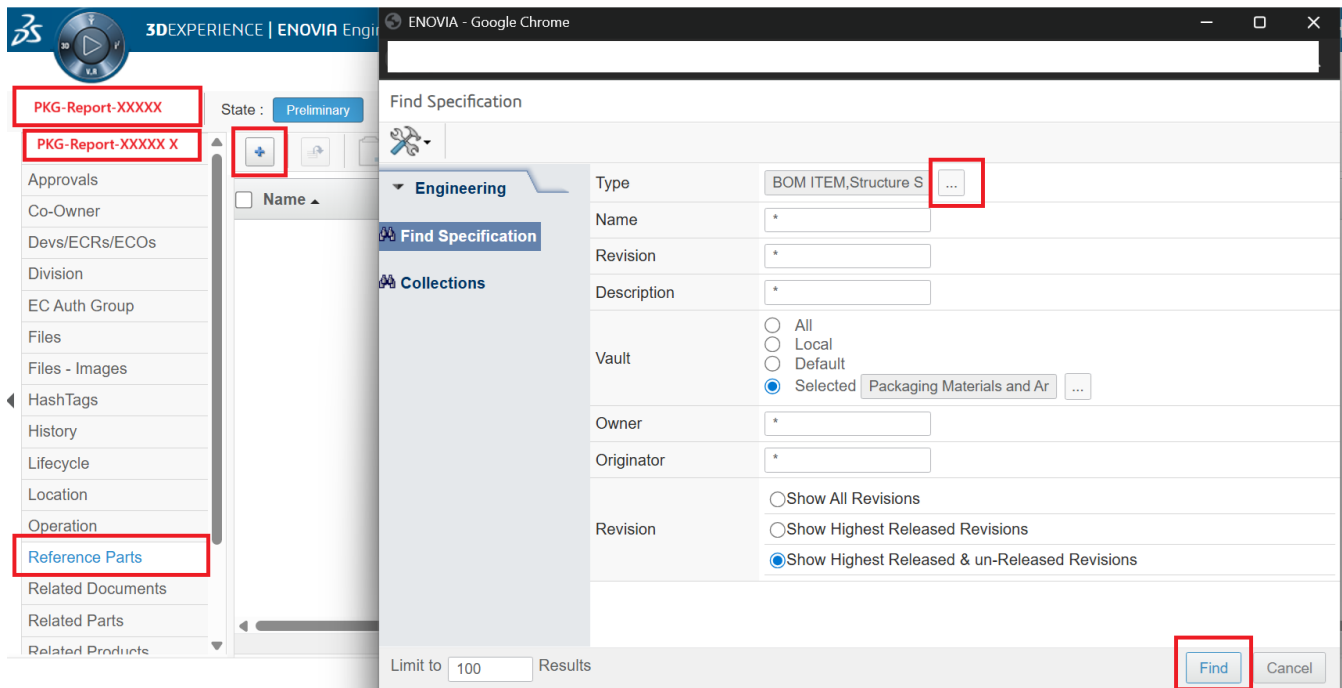 ENOVIA - Google Chrome
3DEXPERIENCE | ENOVIA Engi
3D
V.R
PKG-Report-XXXXX
State :
Preliminary
PKG-Report-XXXXX X
Approvals
Co-Owner
Devs/ECRs/ECOs
Division
EC Auth Group
Files
Files - Images
HashTags
History
Lifecycle
Location
Operation
Reference Parts
Related Documents
Related Parts
Related Products
Name
Find Specification
Engineering
Find Specification
Collections
Type
BOM ITEM,Structure S
...
Name
*
Revision
*
Description
*
Vault
All
Local
Default
Selected
Packaging Materials and Ar
...
Owner
*
Originator
*
Revision
Show All Revisions
Show Highest Released Revisions
Show Highest Released & un-Released Revisions
Limit to
100
Results
Find
Cancel